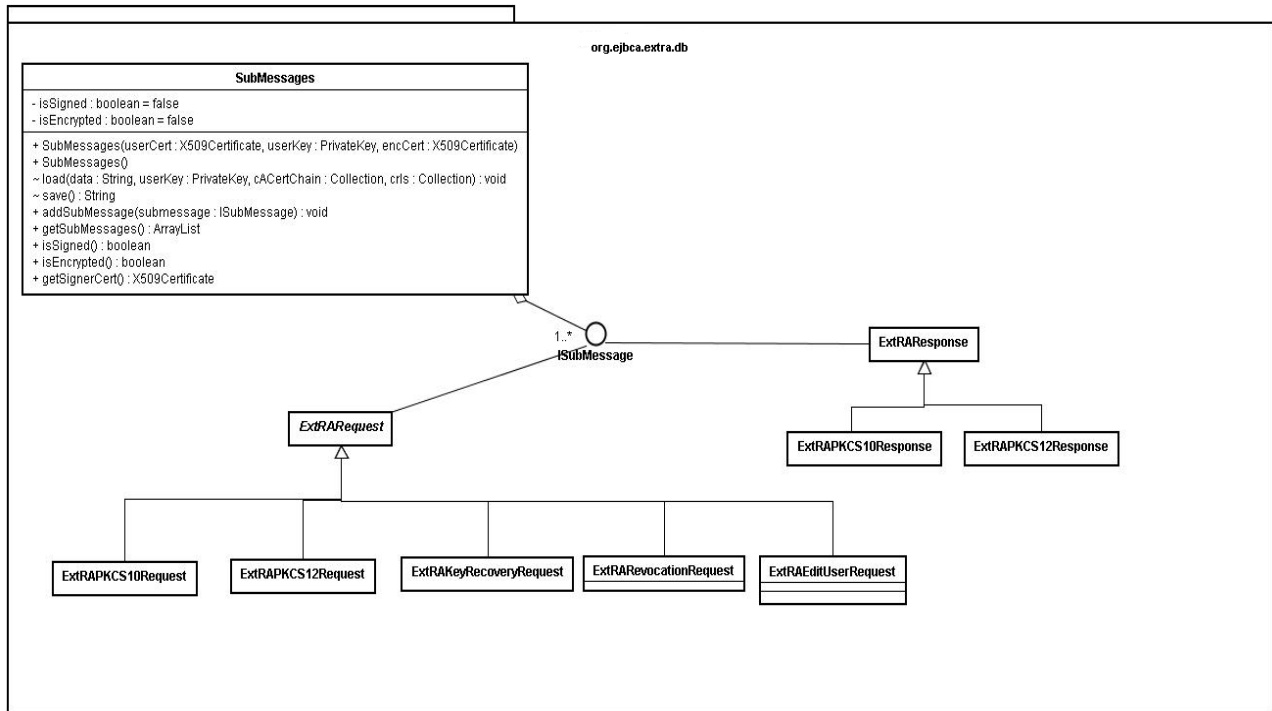 org.ejbca.extra.db
SubMessages
- isSigned : boolean = false
- isEncrypted : boolean = false
+ SubMessages(userCert : X509Certificate, userKey : PrivateKey, encCert : X509Certificate)
+ SubMessages()
~ load(data : String, userKey : PrivateKey, cACertChain : Collection, crls : Collection) : void
~ save() : String
+ addSubMessage(submessage : ISubMessage) : void
+ getSubMessages() : ArrayList
+ isSigned() : boolean
+ isEncrypted() : boolean
+ getSignerCert() : X509Certificate
1..*
ISubMessage
ExtRAResponse
ExtRARequest
ExtRAPKCS10Response
ExtRAPKCS12Response
ExtRAPKCS10Request
ExtRAPKCS12Request
ExtRAKeyRecoveryRequest
ExtRARevocationRequest
ExtRAEditUserRequest